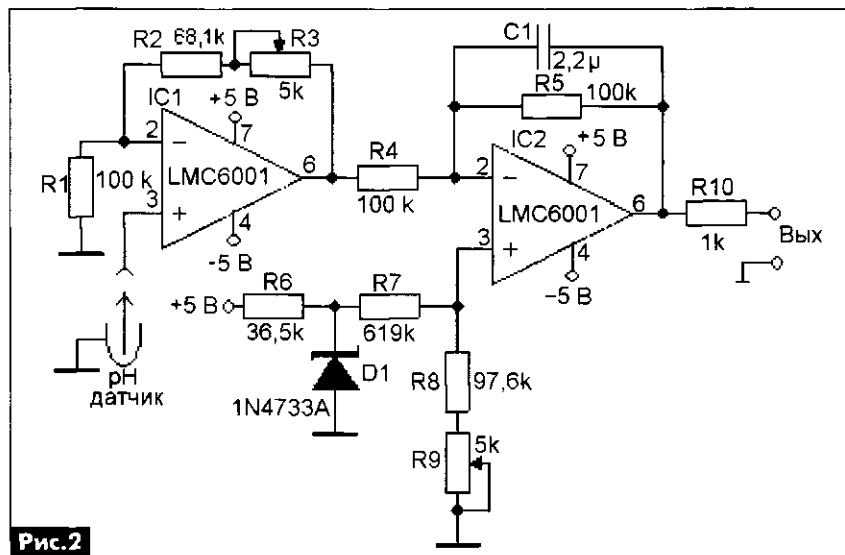 R2
68,1k
R3
5k
C1
2,2µ
R5
100k
IC1
+5 В
7
2
−
LMC6001
6
R1
100 k
3
+
4
-5 В
R4
100 k
IC2
+5 В
7
2
−
LMC6001
6
3
+
4
−5 В
R10
1k
Вых
+5 В
R6
36,5k
R7
619k
D1
1N4733A
R8
97,6k
R9
5k
pH
датчик
Рис.2